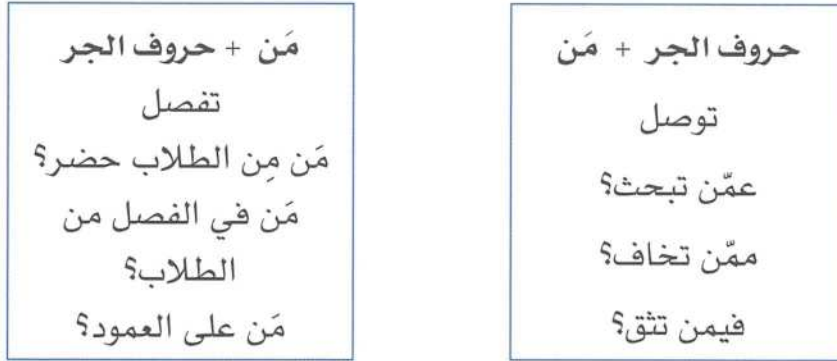 حروف الجر + مَن
توصل
عمّن تبحث؟
ممّن تخاف؟
فيمن تثق؟
مَن + حروف الجر
تفصل
مَن مِن الطلاب حضر؟
مَن في الفصل من
الطلاب؟
مَن على العمود؟